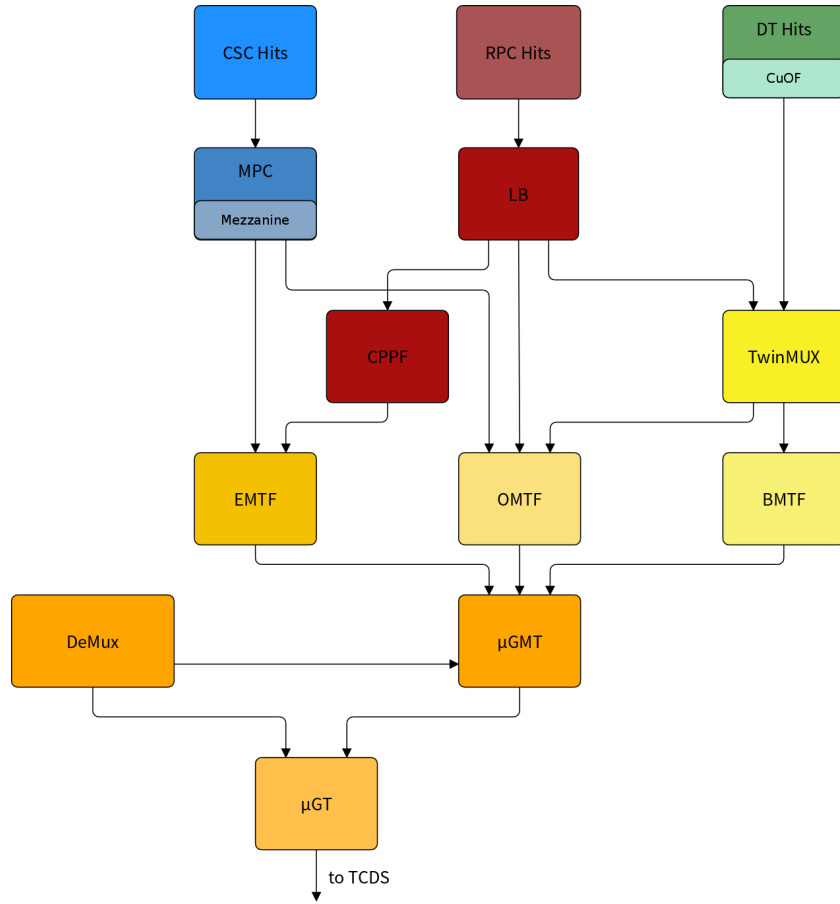 CSC Hits
RPC Hits
DT Hits
CuOF
MPC
Mezzanine
LB
CPPF
TwinMUX
EMTF
OMTF
BMTF
DeMux
µGMT
µGT
to TCDS